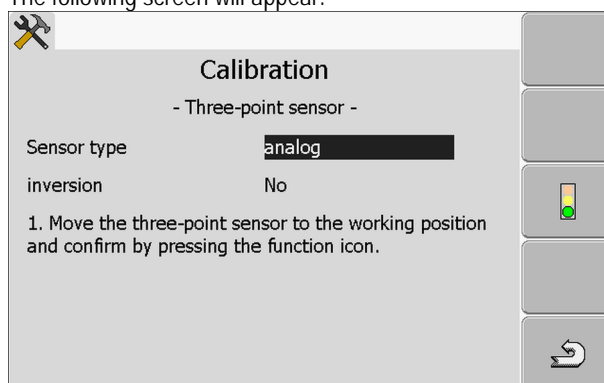 The following screen will appear:
Calibration
- Three-point sensor -
Sensor type analog
inversion No
1. Move the three-point sensor to the working position
and confirm by pressing the function icon.